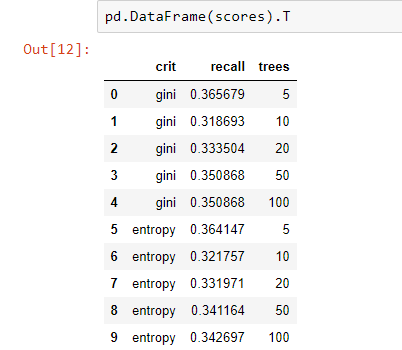 pd.DataFrame(scores).T
Out[12]:
crit recall trees
0 gini 0.365679 5
1 gini 0.318693 10
2 gini 0.333504 20
3 gini 0.350868 50
4 gini 0.350868 100
5 entropy 0.364147 5
6 entropy 0.321757 10
7 entropy 0.331971 20
8 entropy 0.341164 50
9 entropy 0.342697 100